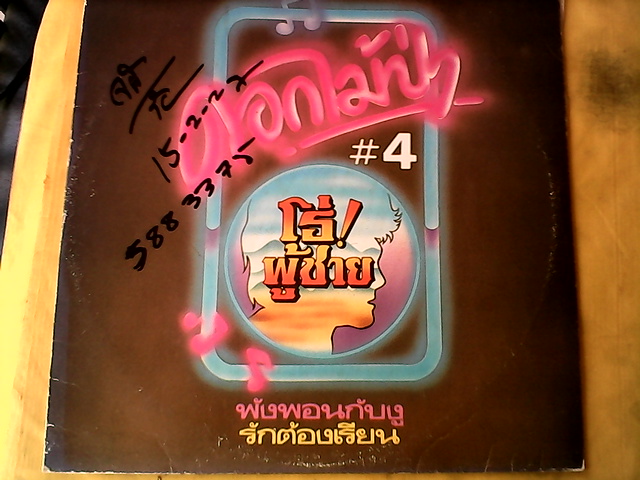 ดอกไม้ป่า
#4
15-2-27
588 3375
โธ่!
ผู้ชาย
พังพอนกับงู
รักต้องเรียน